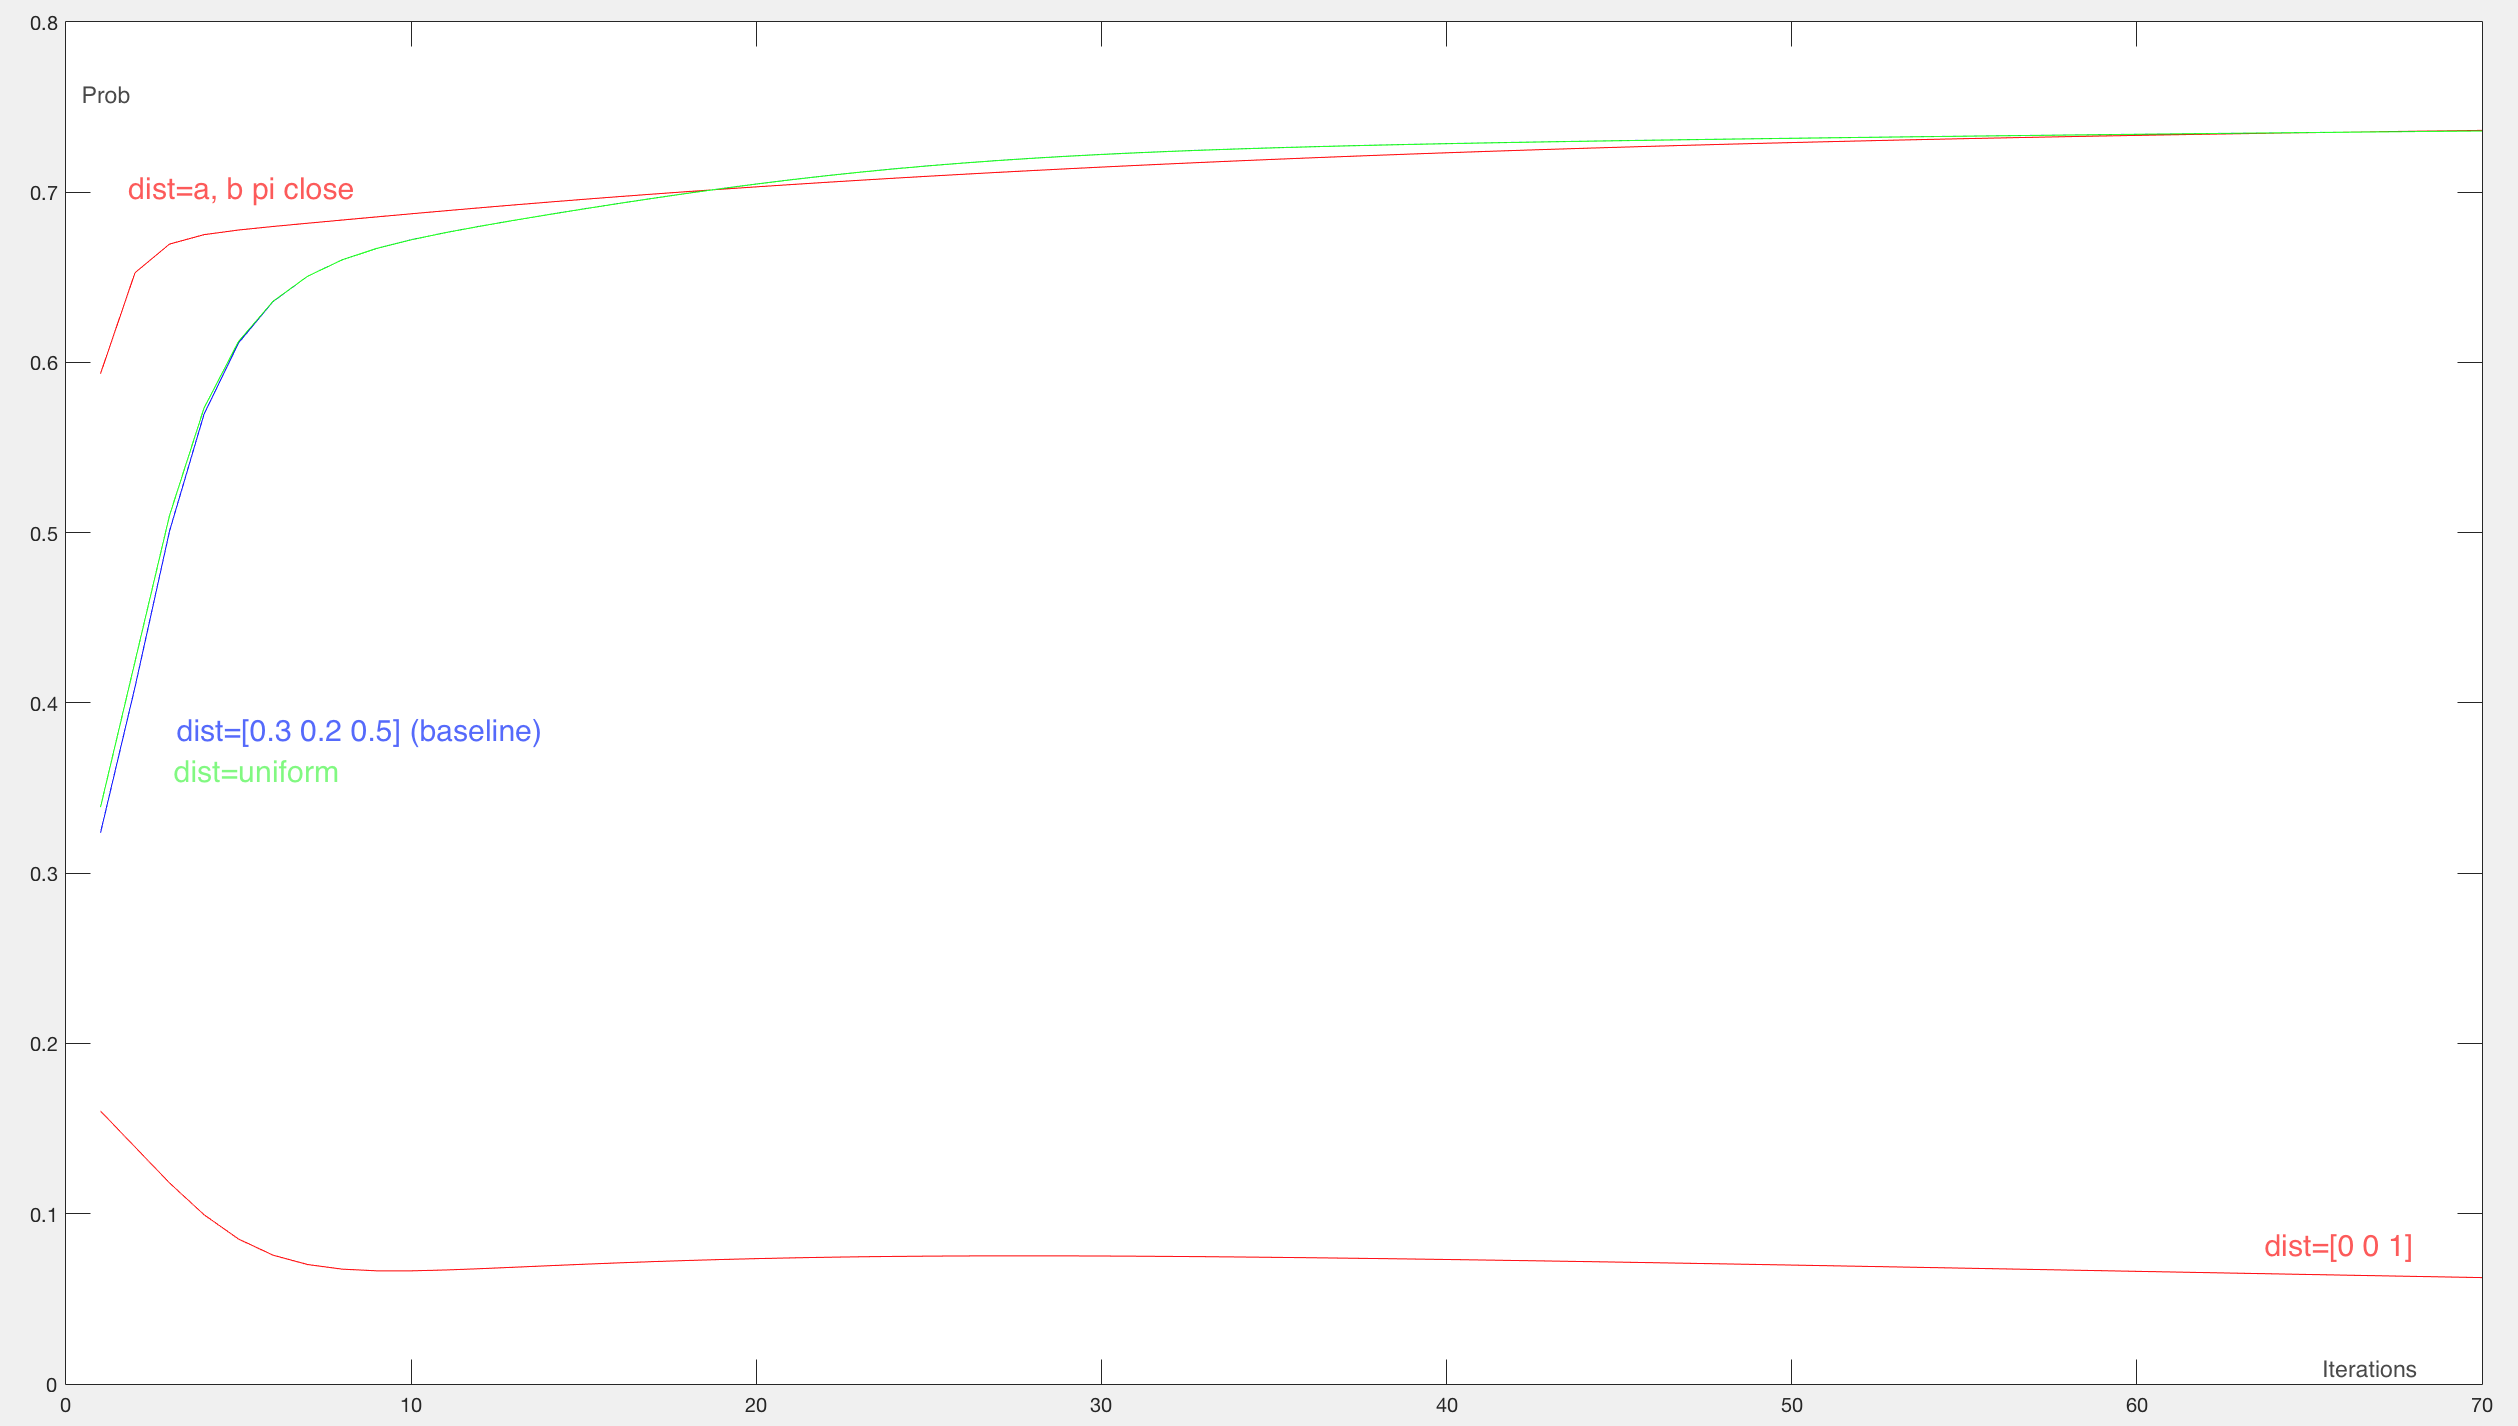 0.8
Prob
dist=a, b pi close
0.7
0.6
0.5
0.4
dist=[0.3 0.2 0.5] (baseline)
dist=uniform
0.3
0.2
0.1
dist=[0 0 1]
Iterations
0
0 10 20 30 40 50 60 70